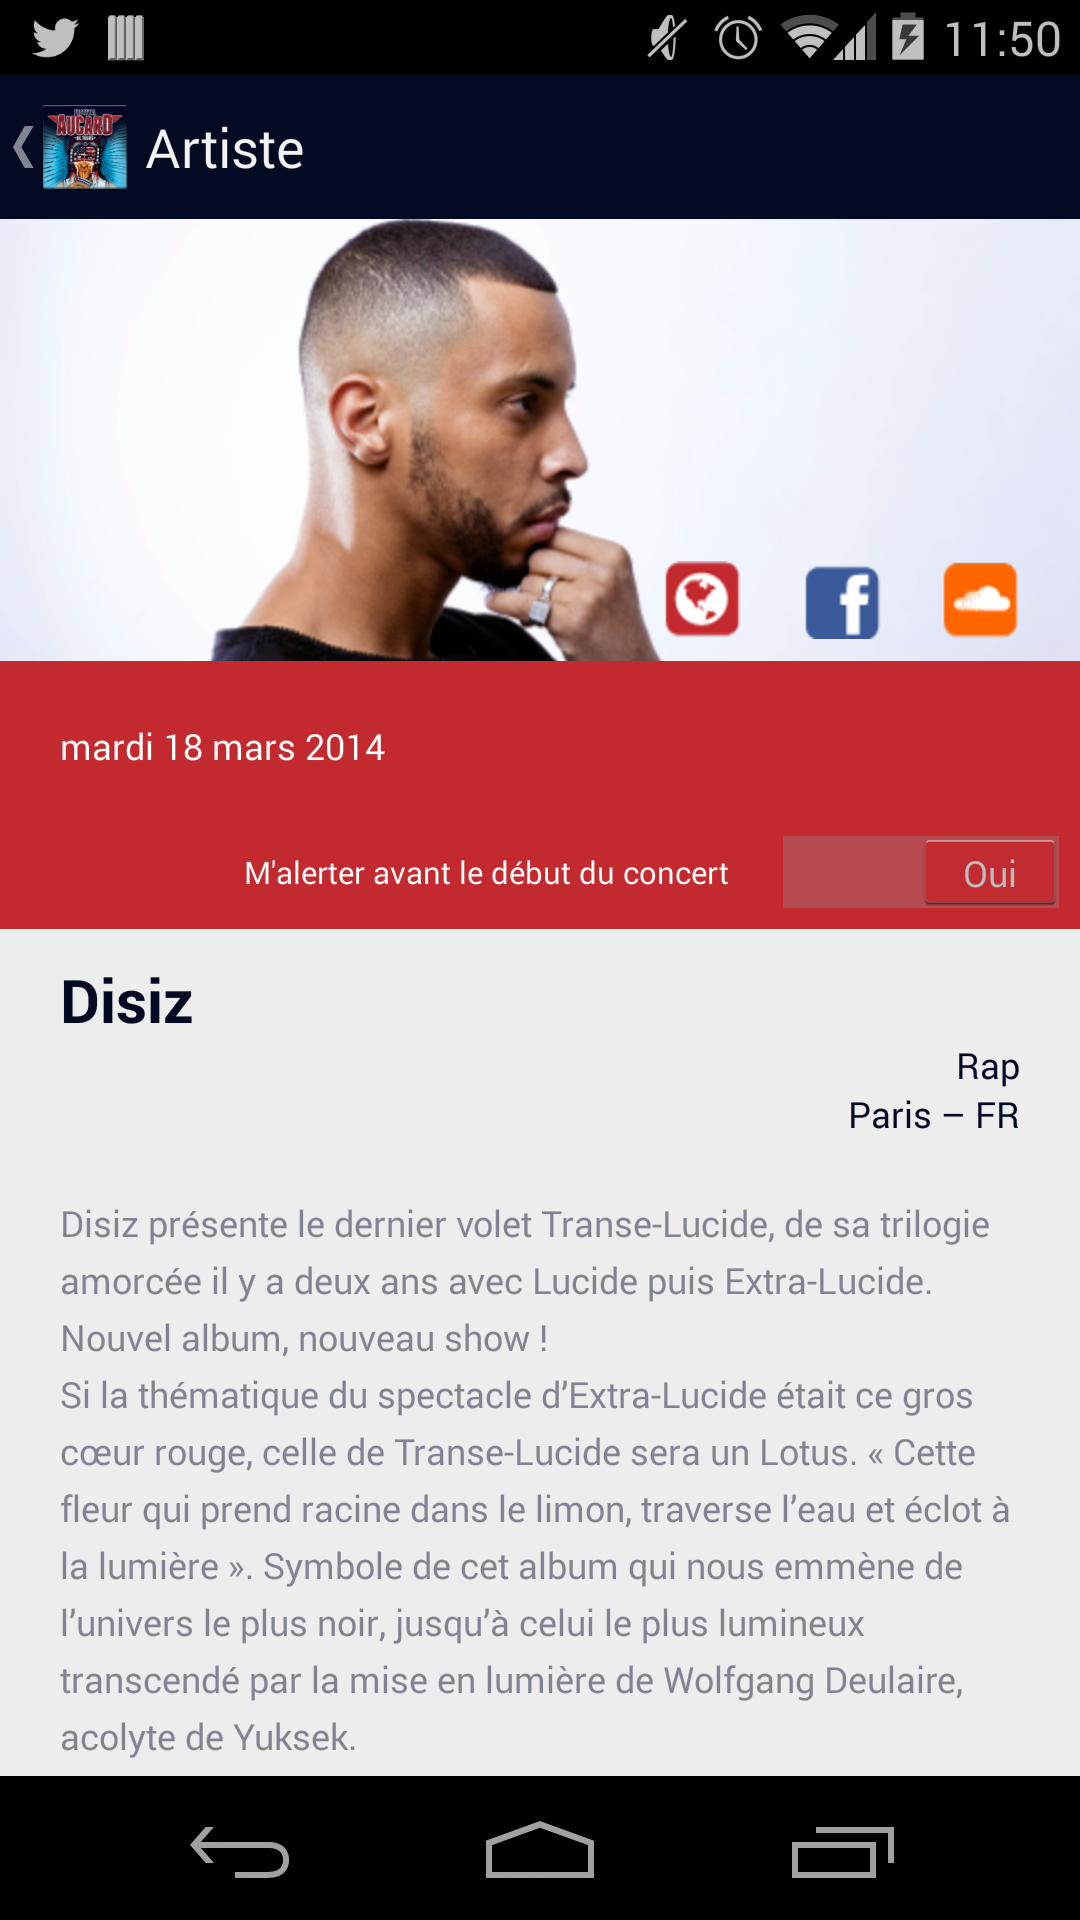 11:50
AUCARD
DE TOURS
Artiste
mardi 18 mars 2014
M'alerter avant le début du concert
Oui
Disiz
Rap
Paris – FR
Disiz présente le dernier volet Transe-Lucide, de sa trilogie
amorcée il y a deux ans avec Lucide puis Extra-Lucide.
Nouvel album, nouveau show !
Si la thématique du spectacle d’Extra-Lucide était ce gros
cœur rouge, celle de Transe-Lucide sera un Lotus. « Cette
fleur qui prend racine dans le limon, traverse l’eau et éclot à
la lumière ». Symbole de cet album qui nous emmène de
l’univers le plus noir, jusqu’à celui le plus lumineux
transcendé par la mise en lumière de Wolfgang Deulaire,
acolyte de Yuksek.